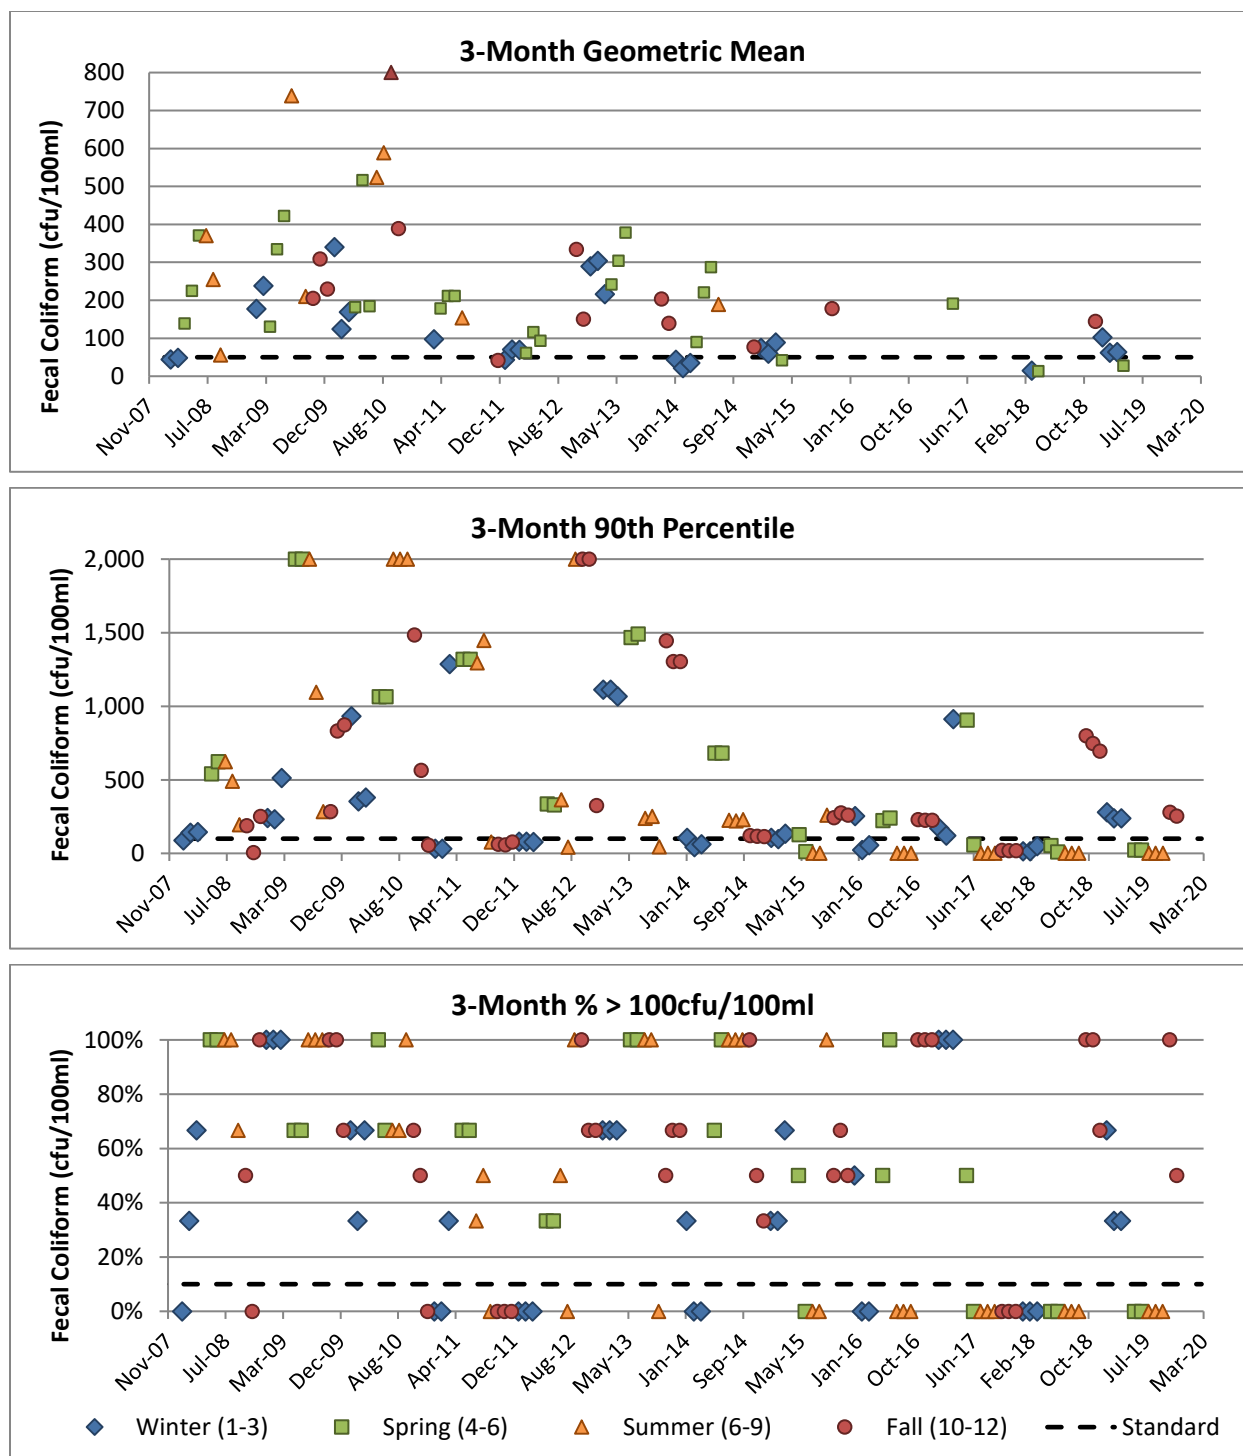 3-Month Geometric Mean
Fecal Coliform (cfu/100ml)
800
700
600
500
400
300
200
100
0
Nov-07 Jul-08 Mar-09 Dec-09 Aug-10 Apr-11 Dec-11 Aug-12 May-13 Jan-14 Sep-14 May-15 Jan-16 Oct-16 Jun-17 Feb-18 Oct-18 Jul-19 Mar-20
3-Month 90th Percentile
Fecal Coliform (cfu/100ml)
2,000
1,500
1,000
500
0
Nov-07 Jul-08 Mar-09 Dec-09 Aug-10 Apr-11 Dec-11 Aug-12 May-13 Jan-14 Sep-14 May-15 Jan-16 Oct-16 Jun-17 Feb-18 Oct-18 Jul-19 Mar-20
3-Month % > 100cfu/100ml
Fecal Coliform (cfu/100ml)
100%
80%
60%
40%
20%
0%
Nov-07 Jul-08 Mar-09 Dec-09 Aug-10 Apr-11 Dec-11 Aug-12 May-13 Jan-14 Sep-14 May-15 Jan-16 Oct-16 Jun-17 Feb-18 Oct-18 Jul-19 Mar-20
Winter (1-3) Spring (4-6) Summer (6-9) Fall (10-12) Standard